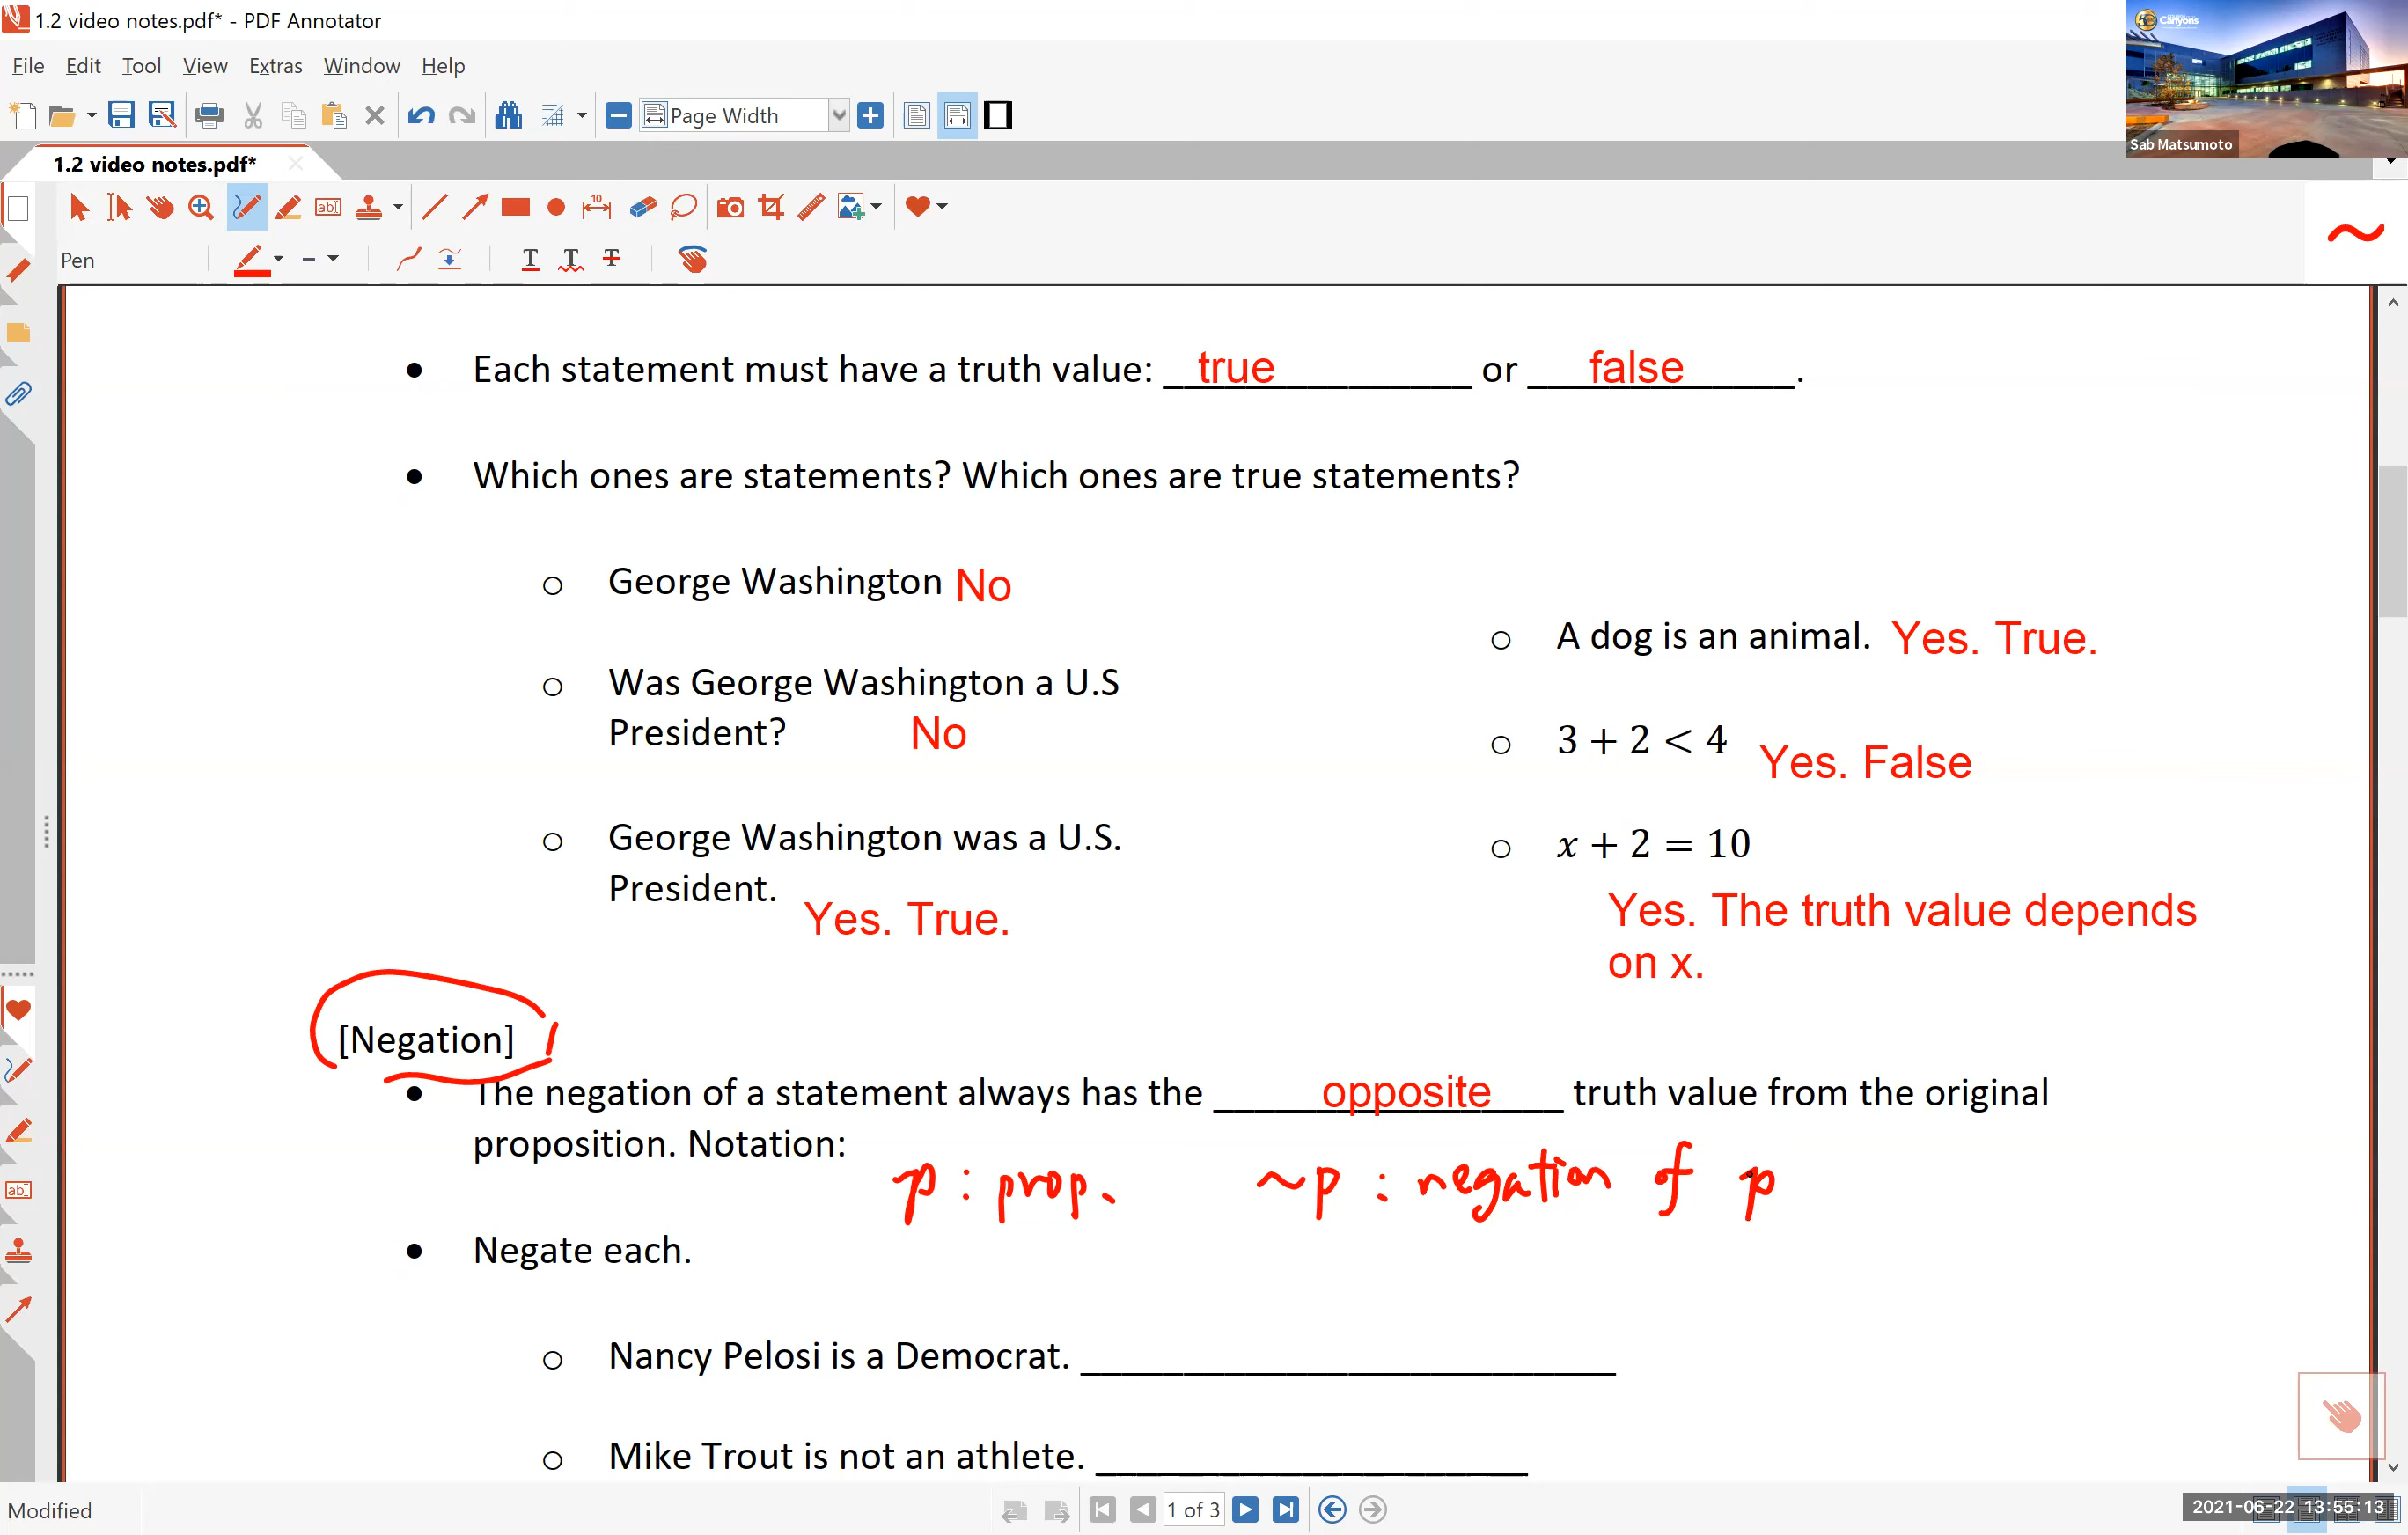 1.2 video notes.pdf* - PDF Annotator
Canyons
File Edit Tool View Extras Window Help
Page Width
Sab Matsumoto
1.2 video notes.pdf*
Pen
~
• Each statement must have a truth value: true or false.
• Which ones are statements? Which ones are true statements?
o George Washington No
o Was George Washington a U.S
President? No
o George Washington was a U.S.
President. Yes. True.
o A dog is an animal. Yes. True.
o 3 + 2 < 4 Yes. False
o x + 2 = 10
Yes. The truth value depends
on x.
[Negation]
• The negation of a statement always has the opposite truth value from the original
proposition. Notation:
p : prop. ~p : negation of p
• Negate each.
o Nancy Pelosi is a Democrat.
o Mike Trout is not an athlete.
Modified
1 of 3
2021-06-22 13:55:13